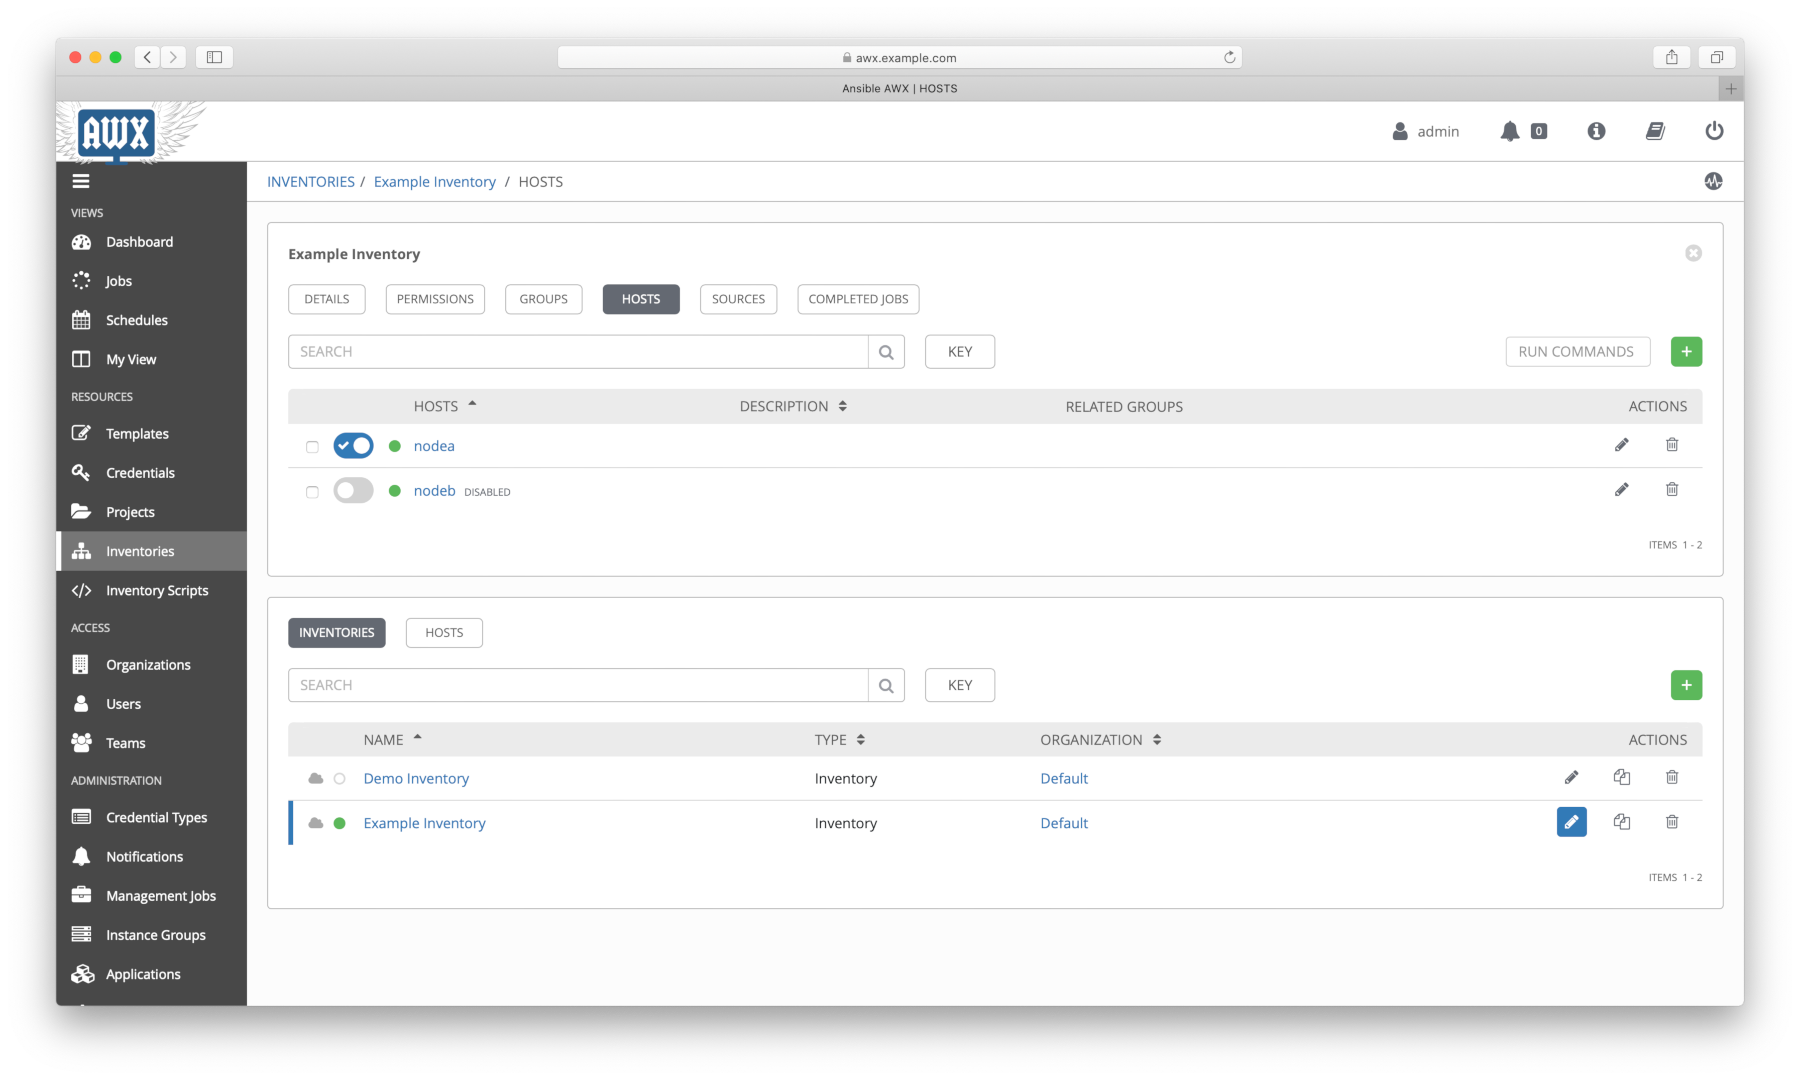 awx.example.com
Ansible AWX | HOSTS
AWX
admin
0
INVENTORIES / Example Inventory / HOSTS
VIEWS
Dashboard
Jobs
Schedules
My View
RESOURCES
Templates
Credentials
Projects
Inventories
Inventory Scripts
ACCESS
Organizations
Users
Teams
ADMINISTRATION
Credential Types
Notifications
Management Jobs
Instance Groups
Applications
Example Inventory
DETAILS PERMISSIONS GROUPS HOSTS SOURCES COMPLETED JOBS
SEARCH KEY RUN COMMANDS +
HOSTS DESCRIPTION RELATED GROUPS ACTIONS
nodea
nodeb DISABLED
ITEMS 1 - 2
INVENTORIES HOSTS
SEARCH KEY +
NAME TYPE ORGANIZATION ACTIONS
Demo Inventory Inventory Default
Example Inventory Inventory Default
ITEMS 1 - 2